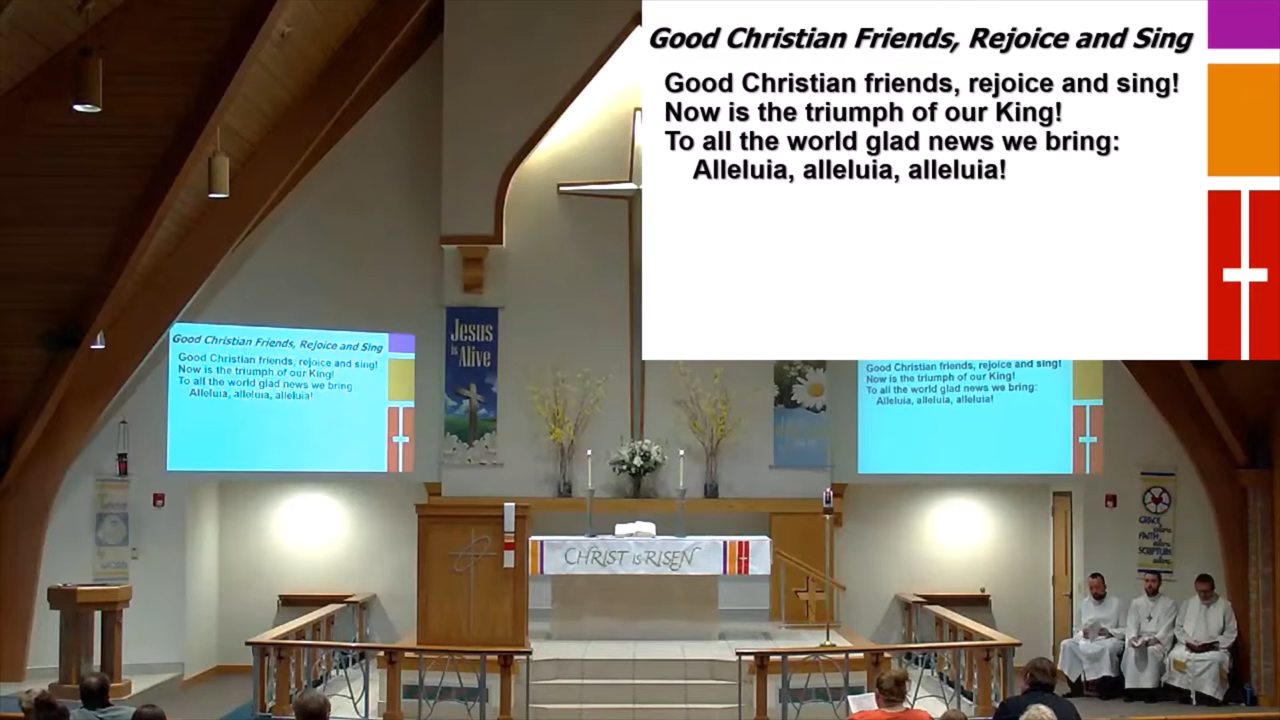 Good Christian Friends, Rejoice and Sing
Good Christian friends, rejoice and sing!
Now is the triumph of our King!
To all the world glad news we bring:
Alleluia, alleluia, alleluia!
Jesus
is Alive
Good Christian Friends, Rejoice and Sing
Good Christian friends, rejoice and sing!
Now is the triumph of our King!
To all the world glad news we bring
Alleluia, alleluia, alleluia!
Good Christian friends, rejoice and sing!
Now is the triumph of our King!
To all the world glad news we bring:
Alleluia, alleluia, alleluia!
CHRIST is RISEN
GRACE
alone
FAITH
alone
SCRIPTURE
alone